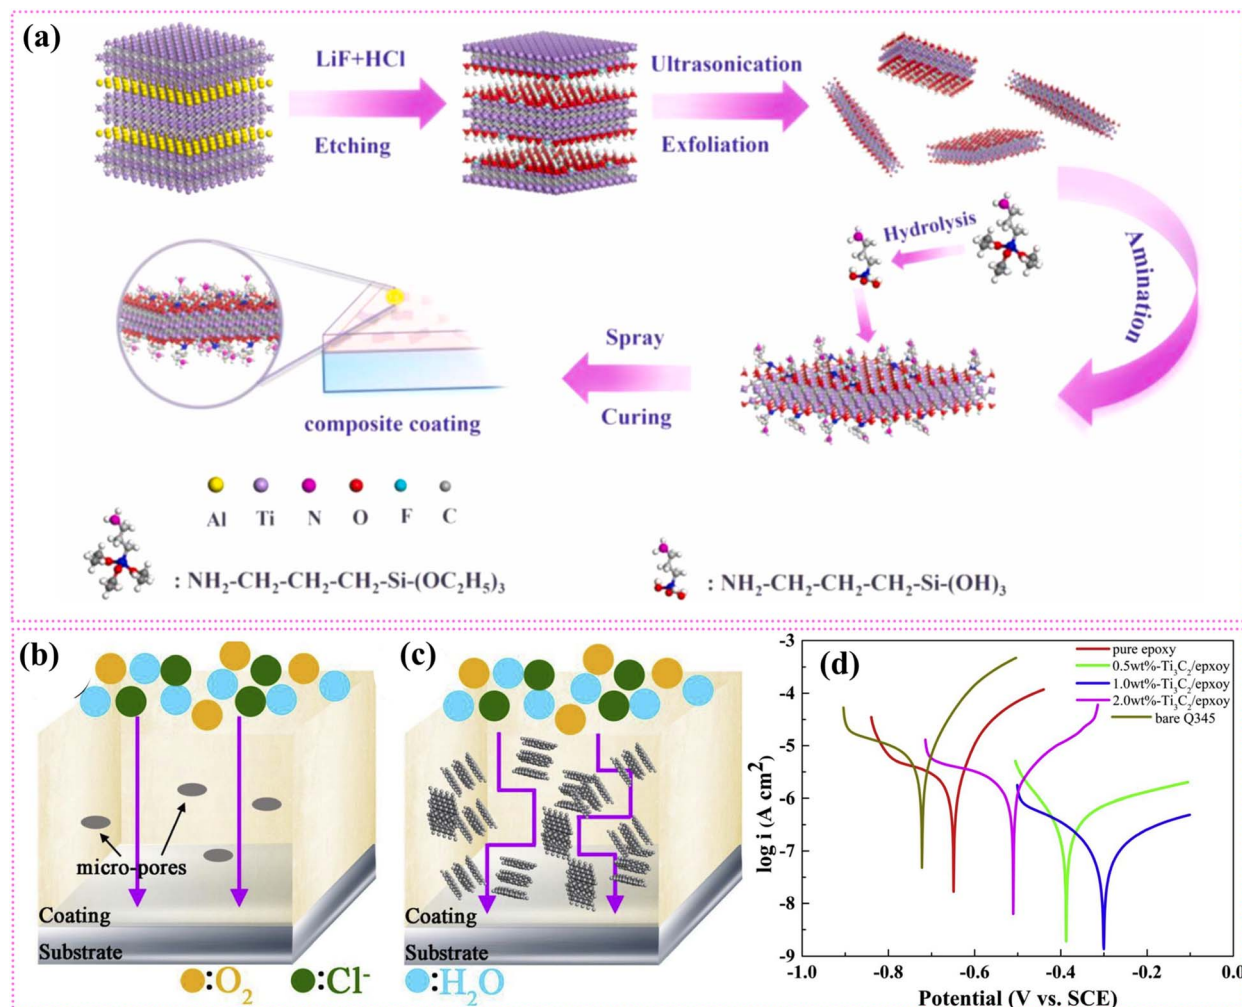 (a)
LiF+HCl
Etching
Ultrasonication
Exfoliation
Hydrolysis
Amination
Spray
Curing
composite coating
Al Ti N O F C
: NH₂-CH₂-CH₂-CH₂-Si-(OC₂H₅)₃
: NH₂-CH₂-CH₂-CH₂-Si-(OH)₃
(b)
micro-pores
Coating
Substrate
(c)
Coating
Substrate
:O₂ :Cl⁻ :H₂O
(d)
pure epoxy
0.5wt%-Ti₃C₂/epxoy
1.0wt%-Ti₃C₂/epxoy
2.0wt%-Ti₃C₂/epxoy
bare Q345
log i (A cm²)
-3
-4
-5
-6
-7
-8
-9
-1.0 -0.8 -0.6 -0.4 -0.2 0.0
Potential (V vs. SCE)